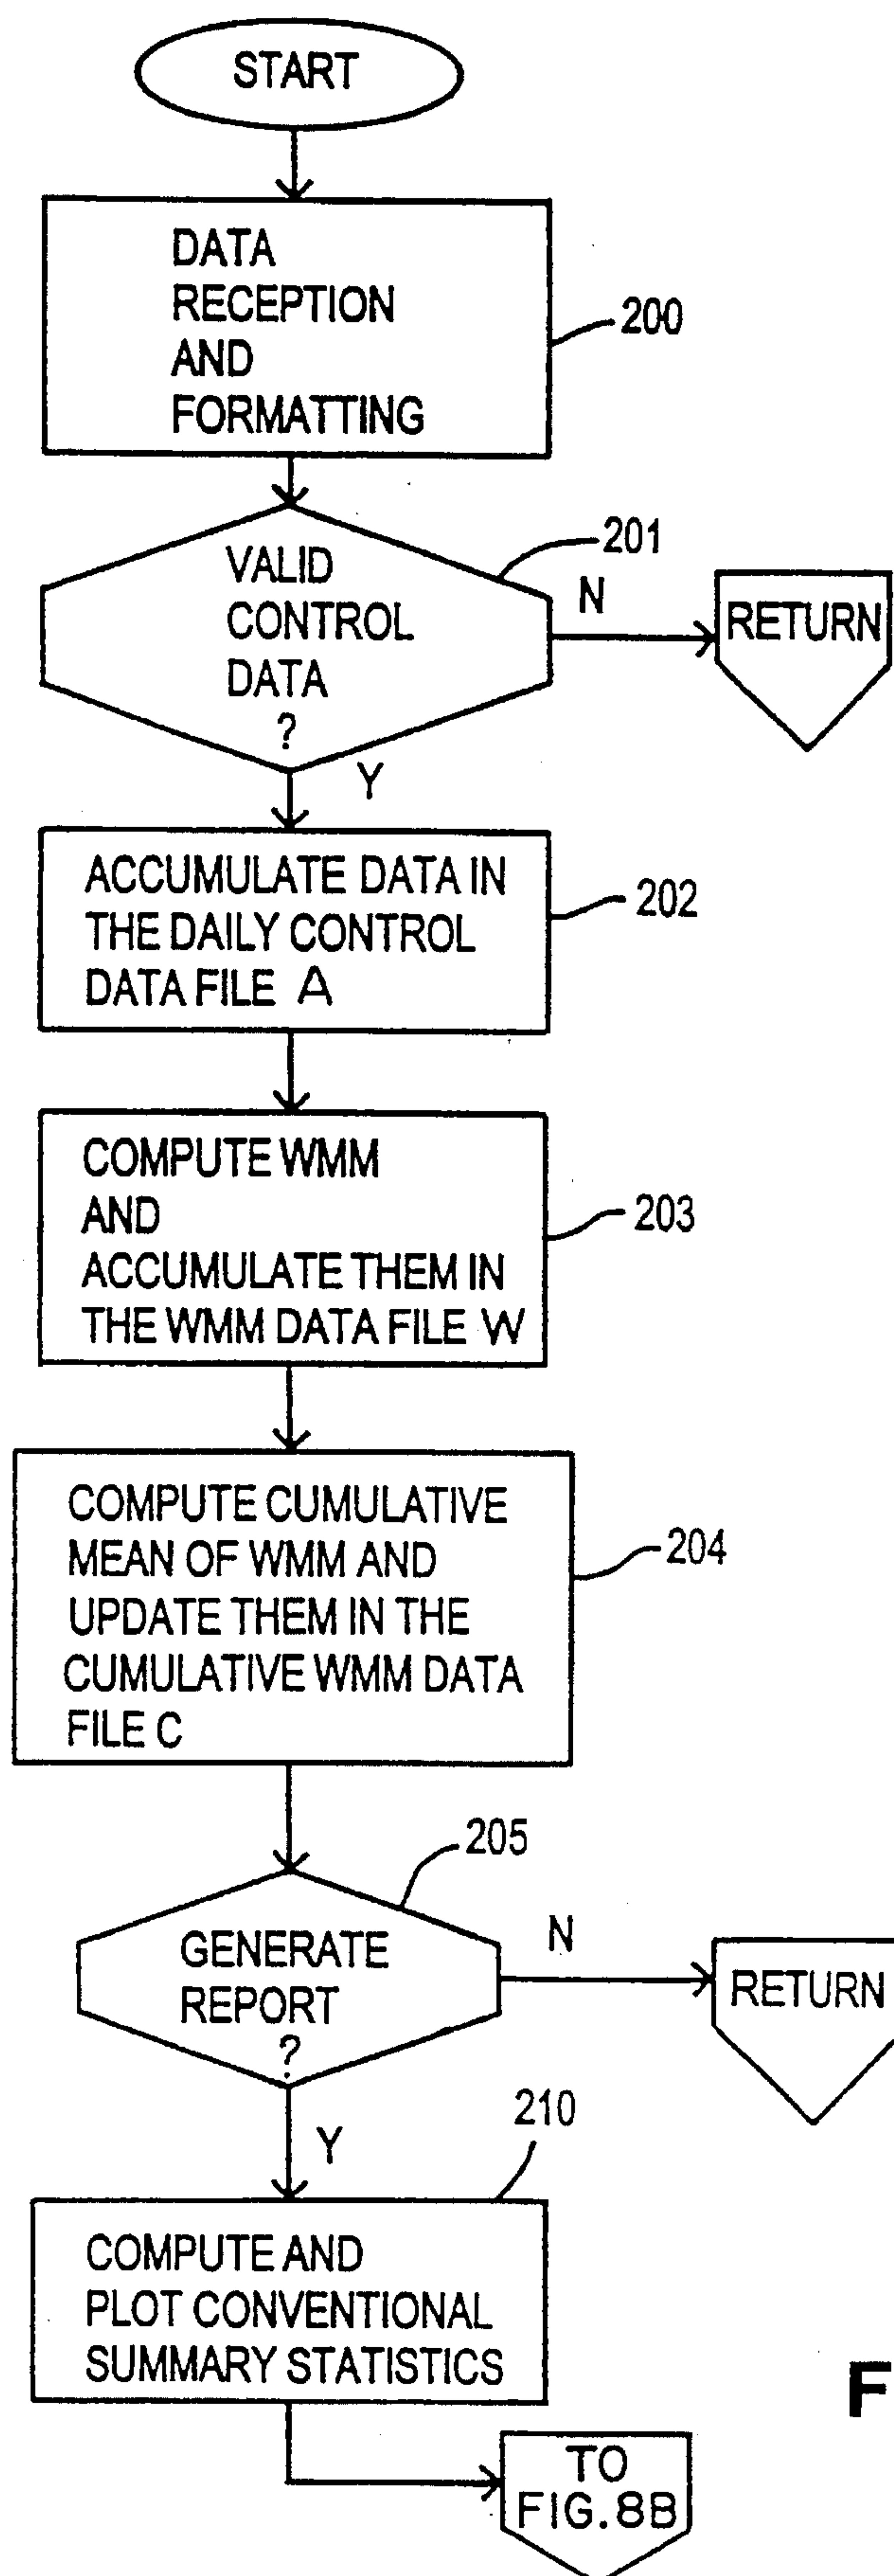 START
DATA
RECEPTION
AND
FORMATTING
200
VALID
CONTROL
DATA
?
201
N
RETURN
Y
ACCUMULATE DATA IN
THE DAILY CONTROL
DATA FILE A
202
COMPUTE WMM
AND
ACCUMULATE THEM IN
THE WMM DATA FILE W
203
COMPUTE CUMULATIVE
MEAN OF WMM AND
UPDATE THEM IN THE
CUMULATIVE WMM DATA
FILE C
204
205
GENERATE
REPORT
?
N
RETURN
Y
210
COMPUTE AND
PLOT CONVENTIONAL
SUMMARY STATISTICS
F
TO
FIG.8B